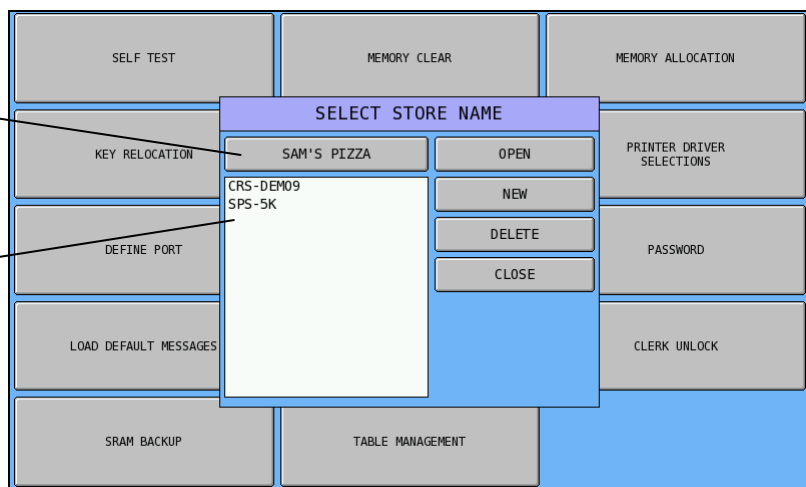 SELF TEST
MEMORY CLEAR
MEMORY ALLOCATION
SELECT STORE NAME
KEY RELOCATION
SAM'S PIZZA
OPEN
PRINTER DRIVER
SELECTIONS
CRS-DEMO9
SPS-5K
NEW
DELETE
CLOSE
DEFINE PORT
PASSWORD
LOAD DEFAULT MESSAGES
CLERK UNLOCK
SRAM BACKUP
TABLE MANAGEMENT